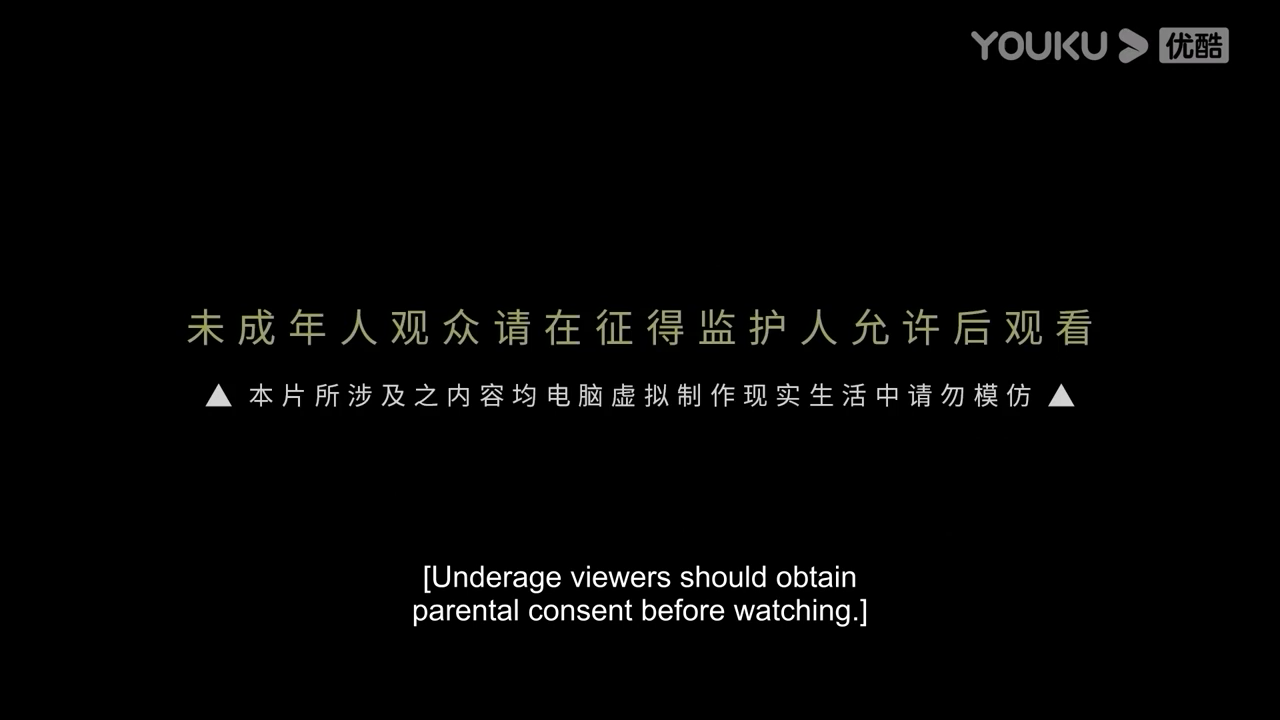 YOUKU 优酷
未成年人观众请在征得监护人允许后观看
▲ 本片所涉及之内容均电脑虚拟制作现实生活中请勿模仿 ▲
[Underage viewers should obtain
parental consent before watching.]